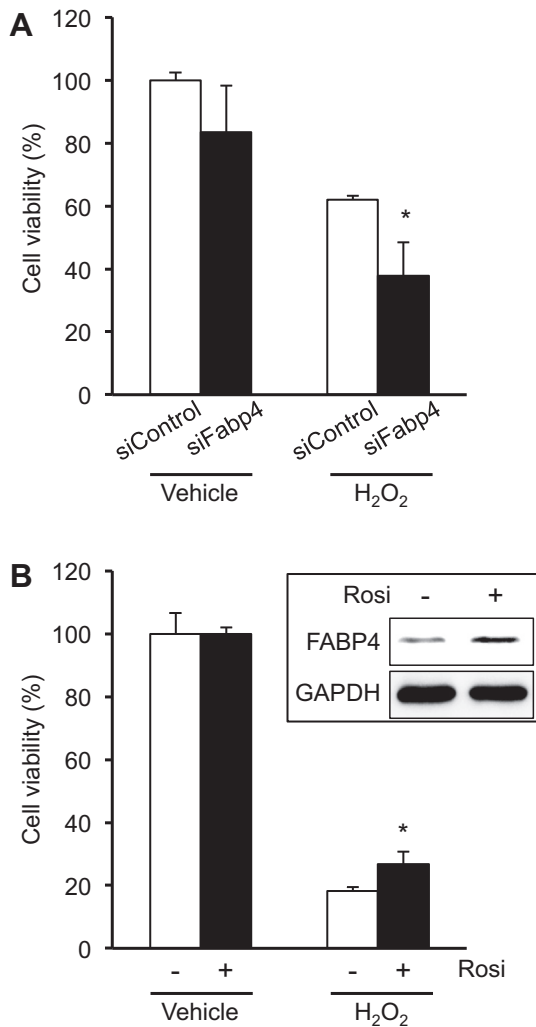 A
Cell viability (%)
120
100
80
60
40
20
0
siControl siFabp4 siControl siFabp4
Vehicle H₂O₂
*
B
Cell viability (%)
120
100
80
60
40
20
0
Rosi - +
FABP4
GAPDH
*
- + - + Rosi
Vehicle H₂O₂